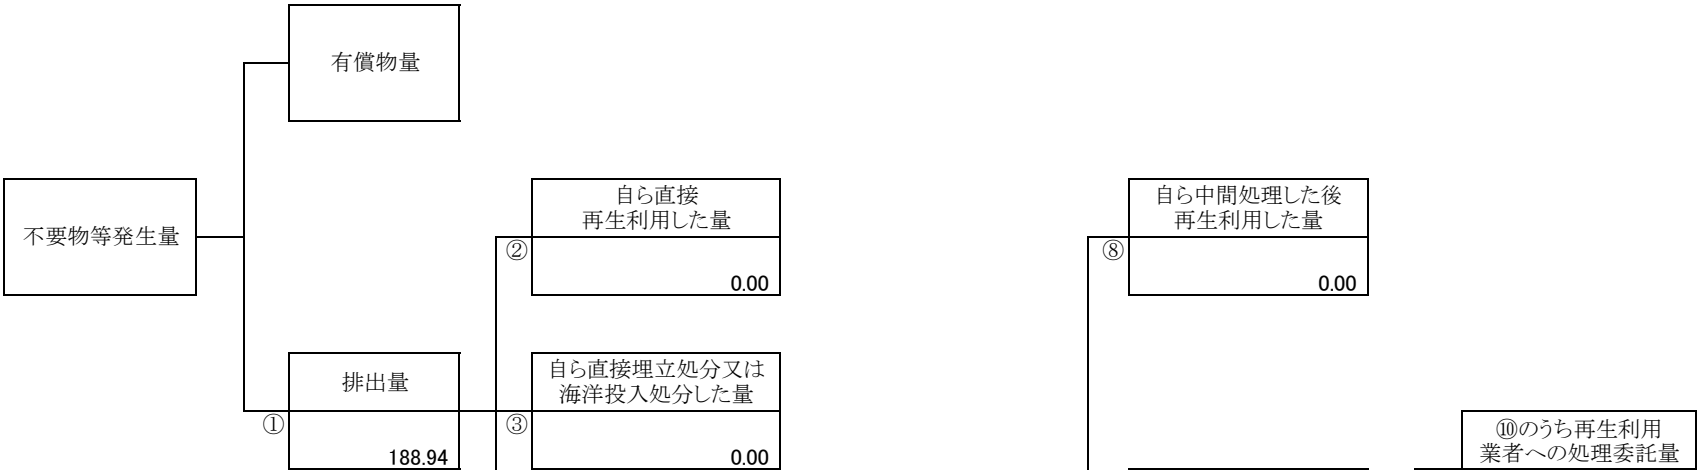 有償物量
不要物等発生量
自ら直接
再生利用した量
②
0.00
自ら中間処理した後
再生利用した量
⑧
0.00
排出量
①
188.94
自ら直接埋立処分又は
海洋投入処分した量
③
0.00
⑩のうち再生利用
業者への処理委託量